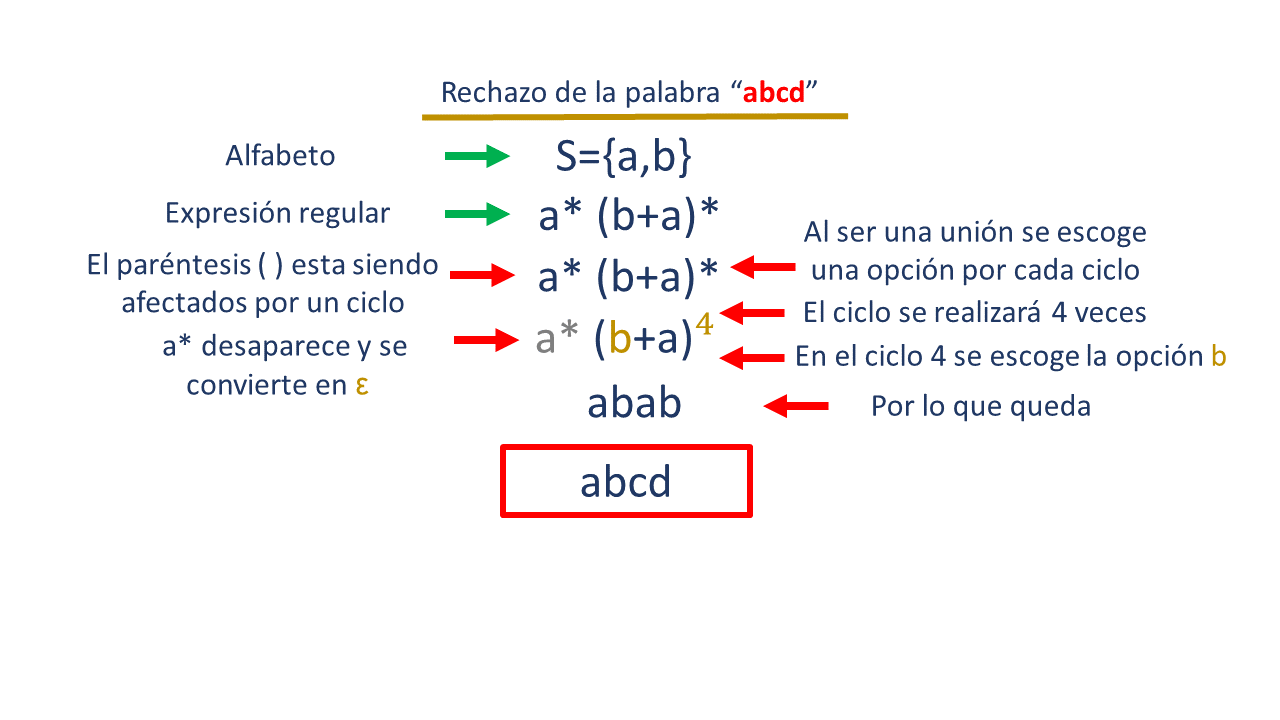 Rechazo de la palabra “abcd”
Alfabeto
S={a,b}
Expresión regular
a* (b+a)*
El paréntesis ( ) esta siendo
afectados por un ciclo
a* (b+a)*
Al ser una unión se escoge
una opción por cada ciclo
a* desaparece y se
convierte en ε
a* (b+a)⁴
El ciclo se realizará 4 veces
En el ciclo 4 se escoge la opción b
abab
Por lo que queda
abcd